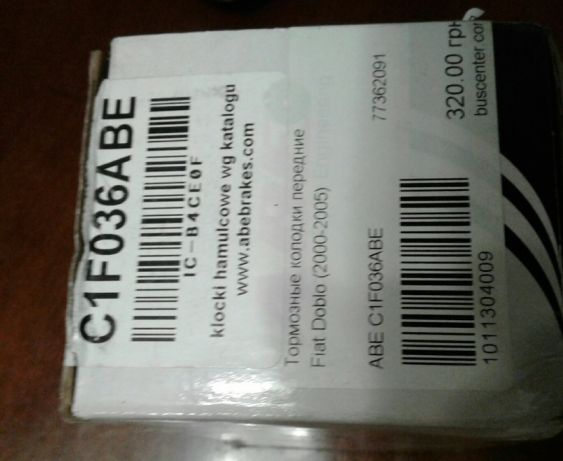 C1F036ABE
IC-B4CE0F
klocki hamulcowe wg katalogu
www.abebrakes.com
Тормозные колодки передние
Fiat Doblo (2000-2005)
ABE C1F036ABE
77362091
1011304009
320.00 грн
buscenter com